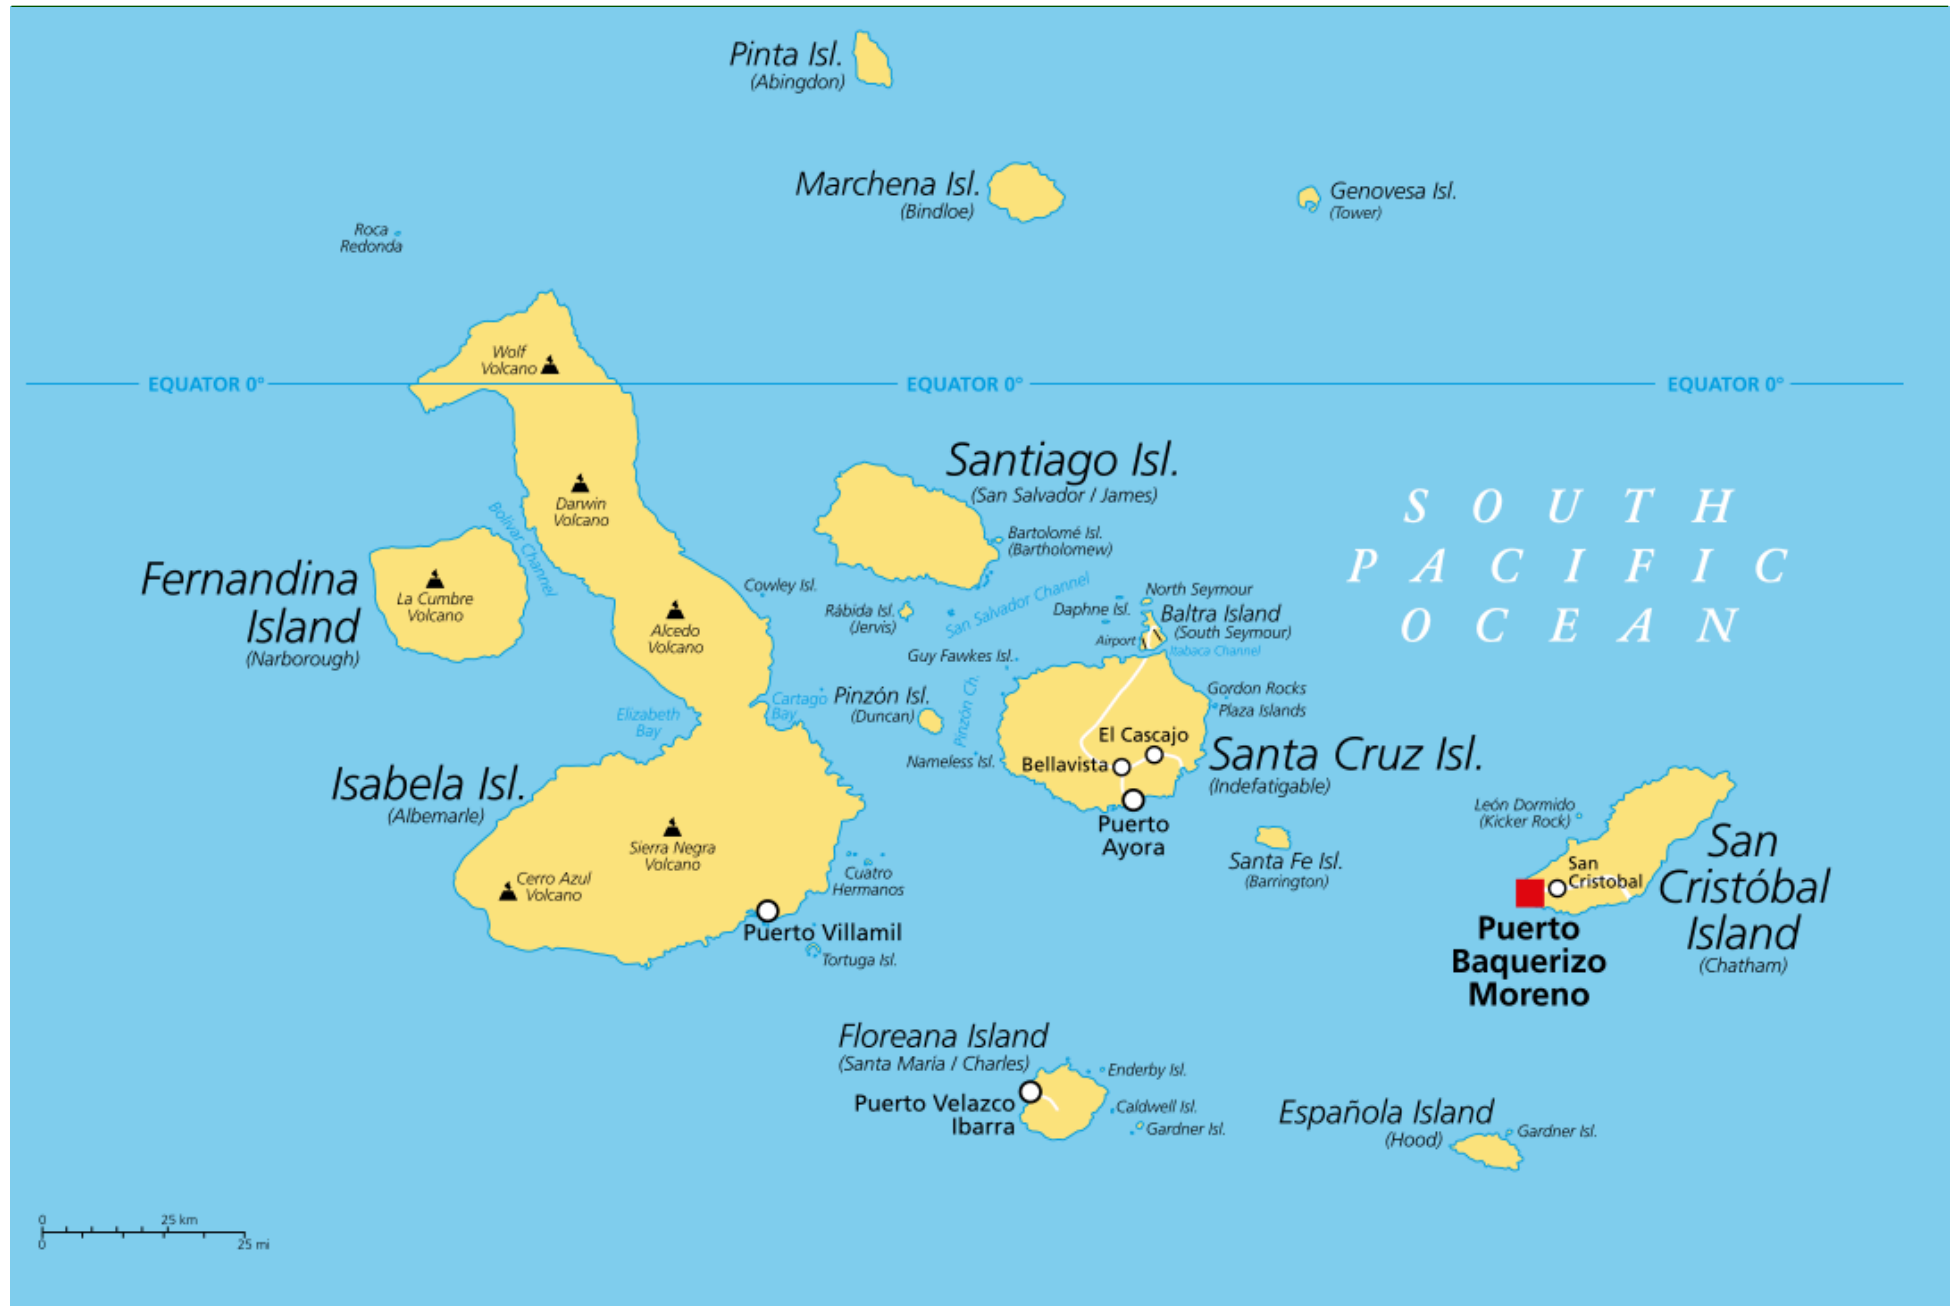 Pinta Isl.
(Abingdon)
Marchena Isl.
(Bindloe)
Genovesa Isl.
(Tower)
Roca
Redonda
Wolf
Volcano
EQUATOR 0°
EQUATOR 0°
EQUATOR 0°
Santiago Isl.
(San Salvador / James)
Darwin
Volcano
Bolivar Channel
SOUTH
PACIFIC
OCEAN
Bartolomé Isl.
(Bartholomew)
Fernandina
Island
(Narborough)
La Cumbre
Volcano
Cowley Isl.
Alcedo
Volcano
Rábida Isl.
(Jervis)
San Salvador Channel
North Seymour
Daphne Isl.
Baltra Island
(South Seymour)
Airport
Itabaca Channel
Guy Fawkes Isl.
Pinzón Ch.
Cartago
Bay
Pinzón Isl.
(Duncan)
Gordon Rocks
Plaza Islands
Elizabeth
Bay
El Cascajo
Bellavista
Nameless Isl.
Santa Cruz Isl.
(Indefatigable)
Isabela Isl.
(Albemarle)
Puerto
Ayora
Sierra Negra
Volcano
Cerro Azul
Volcano
Cuatro
Hermanos
Santa Fe Isl.
(Barrington)
León Dormido
(Kicker Rock)
San
Cristobal
San
Cristóbal
Island
(Chatham)
Puerto
Baquerizo
Moreno
Puerto Villamil
Tortuga Isl.
Floreana Island
(Santa Maria / Charles)
Puerto Velazco
Ibarra
Enderby Isl.
Caldwell Isl.
Gardner Isl.
Española Island
(Hood)
Gardner Isl.
0 25 km
0 25 mi